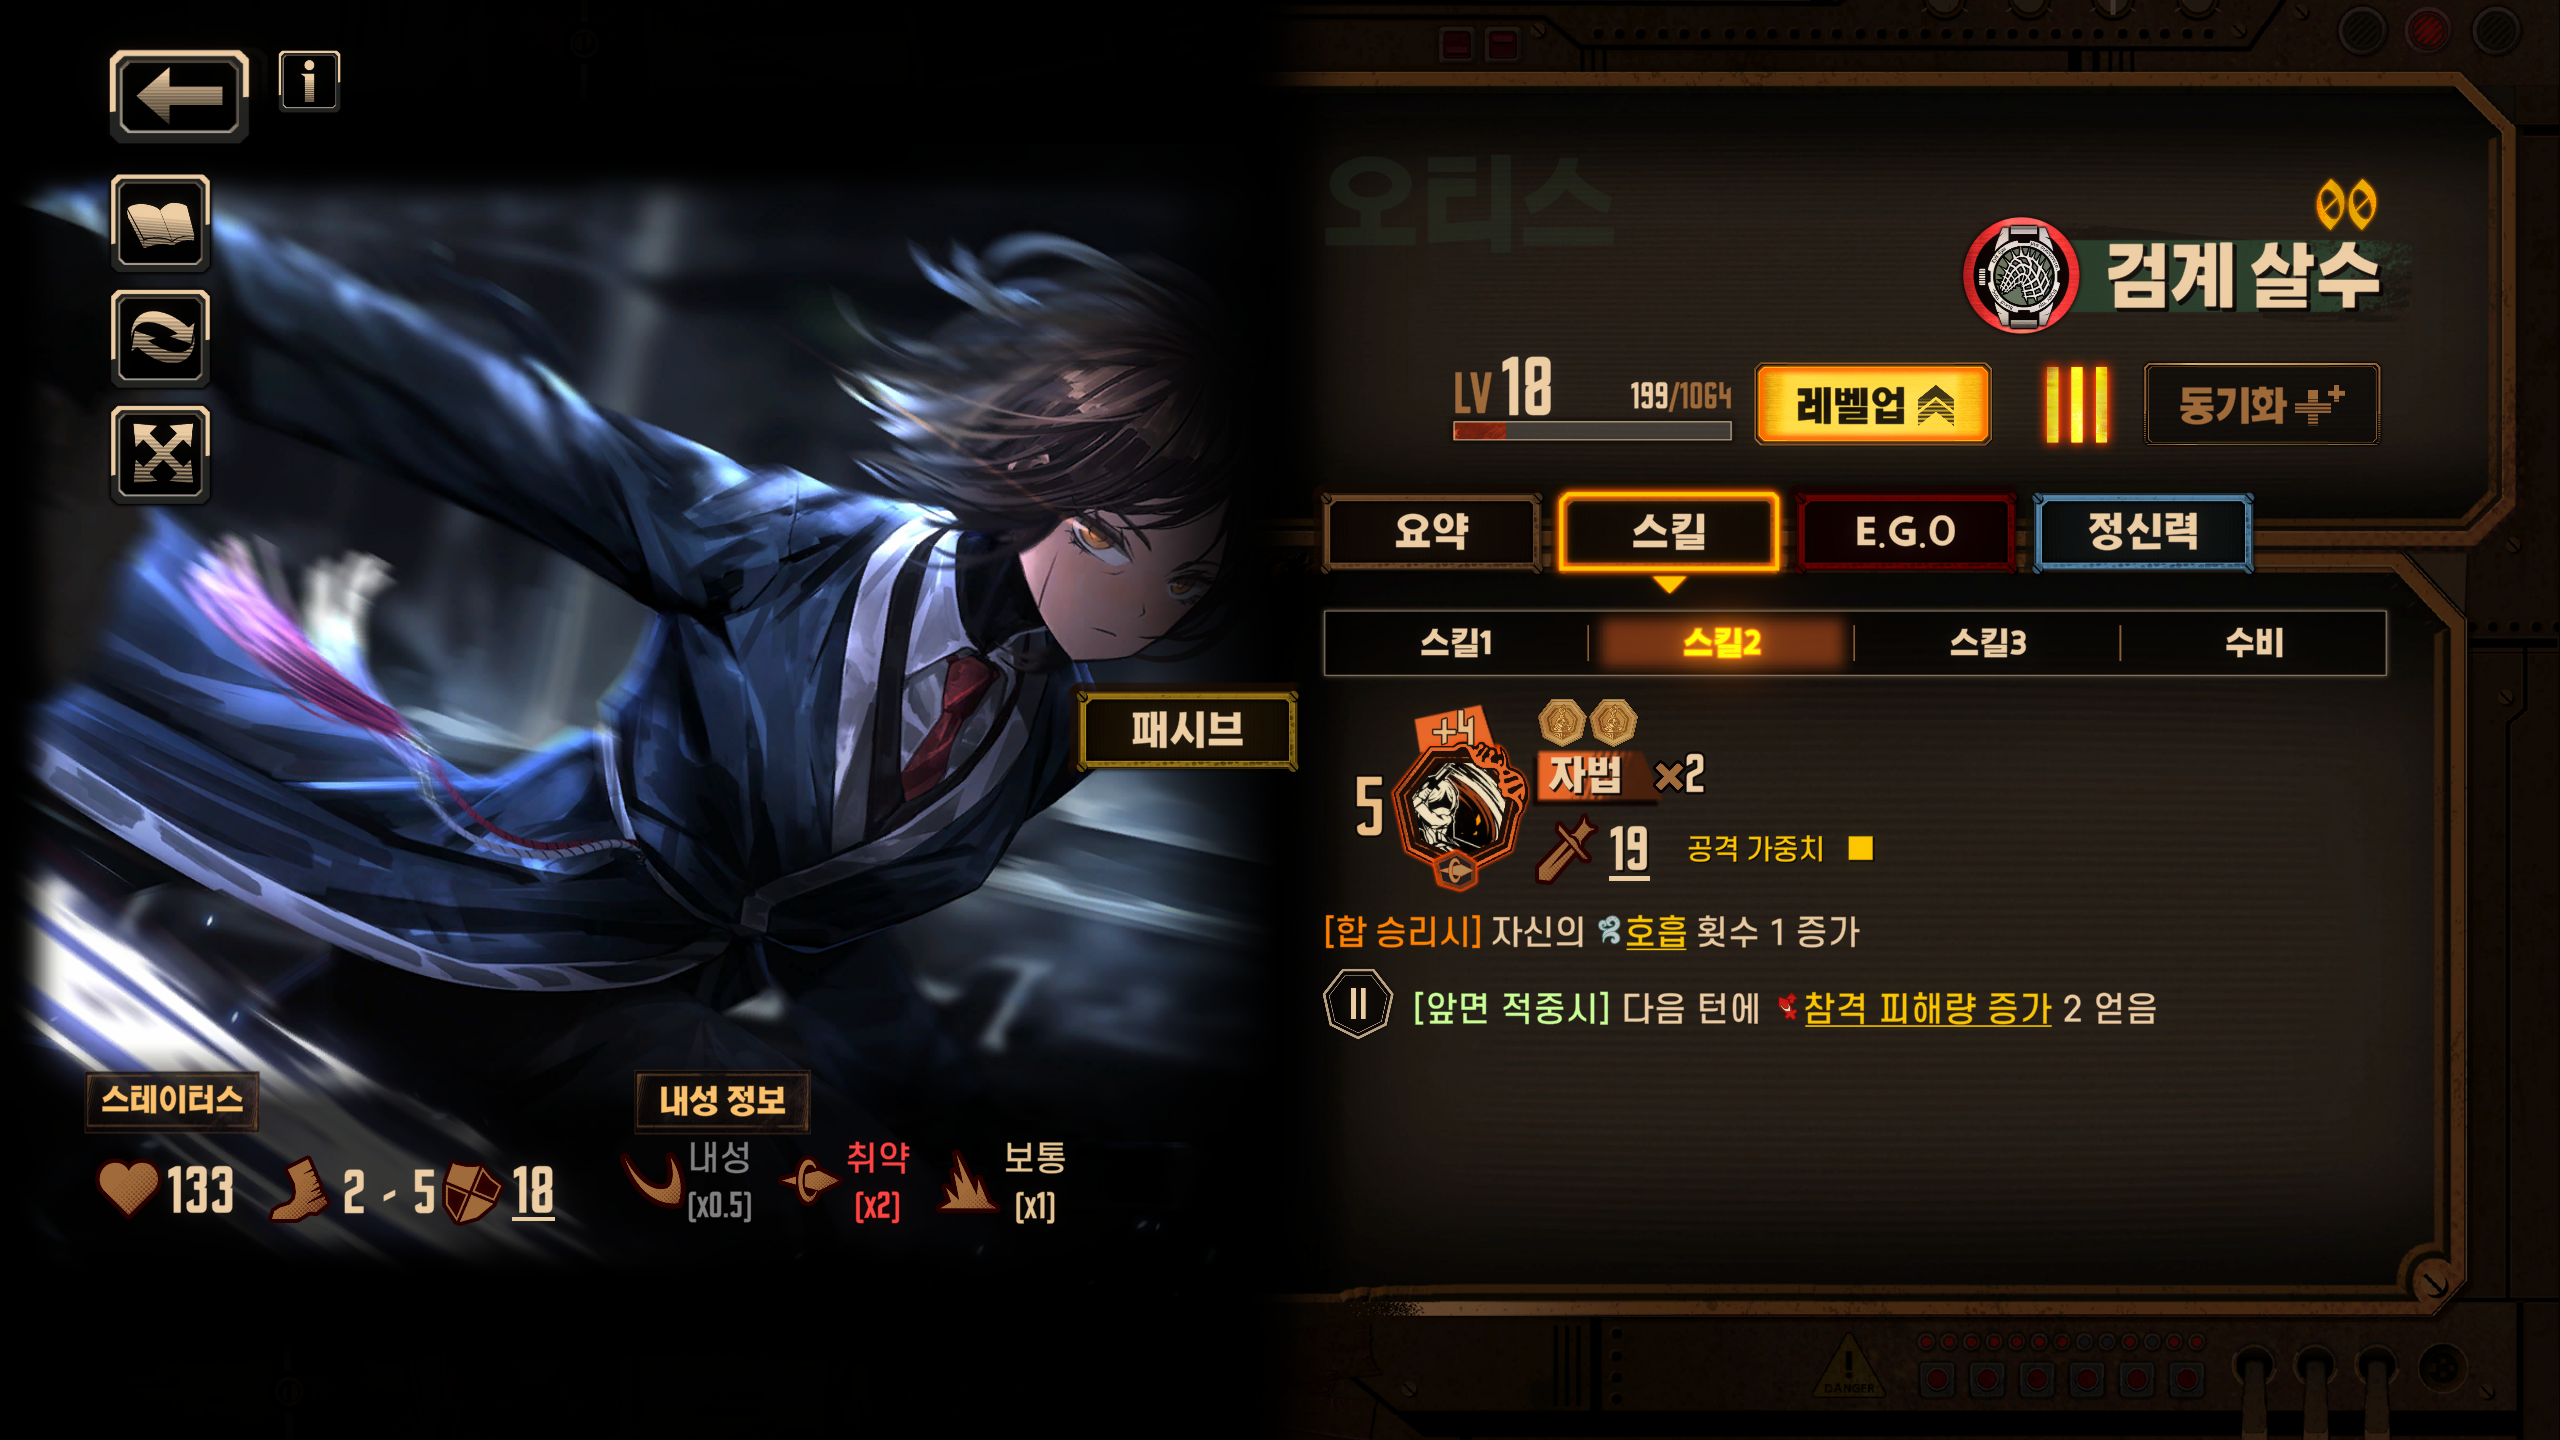 오티스
검계 살수
LV 18 199/1064
레벨업
동기화
요약
스킬
E.G.O
정신력
스킬1
스킬2
스킬3
수비
패시브
+4
5
자법 ×2
19 공격 가중치
[합 승리시] 자신의 호흡 횟수 1 증가
II [앞면 적중시] 다음 턴에 참격 피해량 증가 2 얻음
스테이터스
133
2 - 5
18
내성 정보
내성 [x0.5]
취약 [x2]
보통 [x1]
DANGER